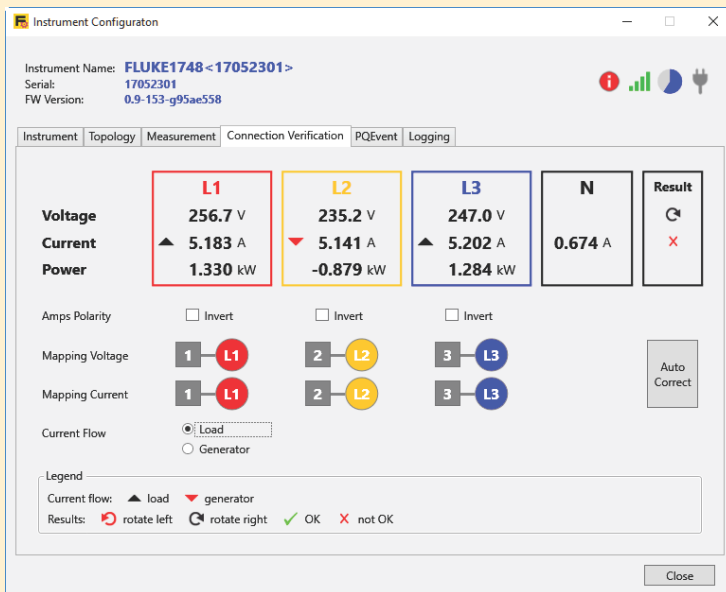 Instrument Configuraton
Instrument Name: FLUKE1748<17052301>
Serial: 17052301
FW Version: 0.9-153-g95ae558
Instrument Topology Measurement Connection Verification PQEvent Logging
L1 L2 L3 N Result
Voltage 256.7 V 235.2 V 247.0 V
Current 5.183 A 5.141 A 5.202 A 0.674 A
Power 1.330 kW -0.879 kW 1.284 kW
Amps Polarity Invert Invert Invert
Mapping Voltage 1 L1 2 L2 3 L3
Mapping Current 1 L1 2 L2 3 L3
Auto
Correct
Current Flow Load
Generator
Legend
Current flow: load generator
Results: rotate left rotate right OK not OK
Close